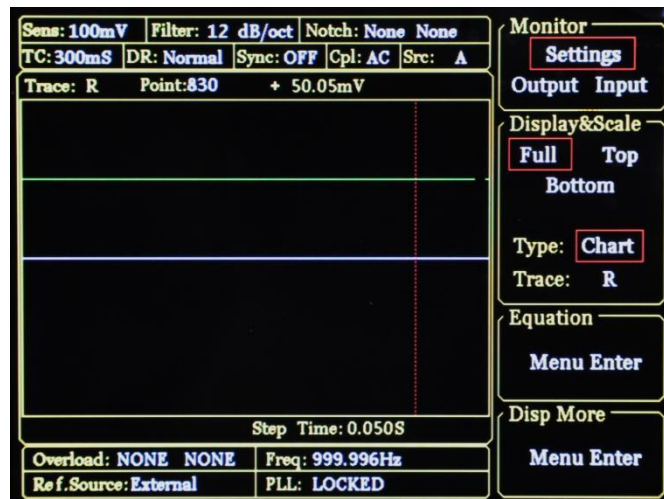 Sens: 100mV Filter: 12 dB/oct Notch: None None
TC: 300mS DR: Normal Sync: OFF Cpl: AC Src: A
Trace: R Point:830 + 50.05mV
Step Time: 0.050S
Overload: NONE NONE Freq: 999.996Hz
Ref.Source: External PLL: LOCKED
Monitor
Settings
Output Input
Display&Scale
Full Top
Bottom
Type: Chart
Trace: R
Equation
Menu Enter
Disp More
Menu Enter